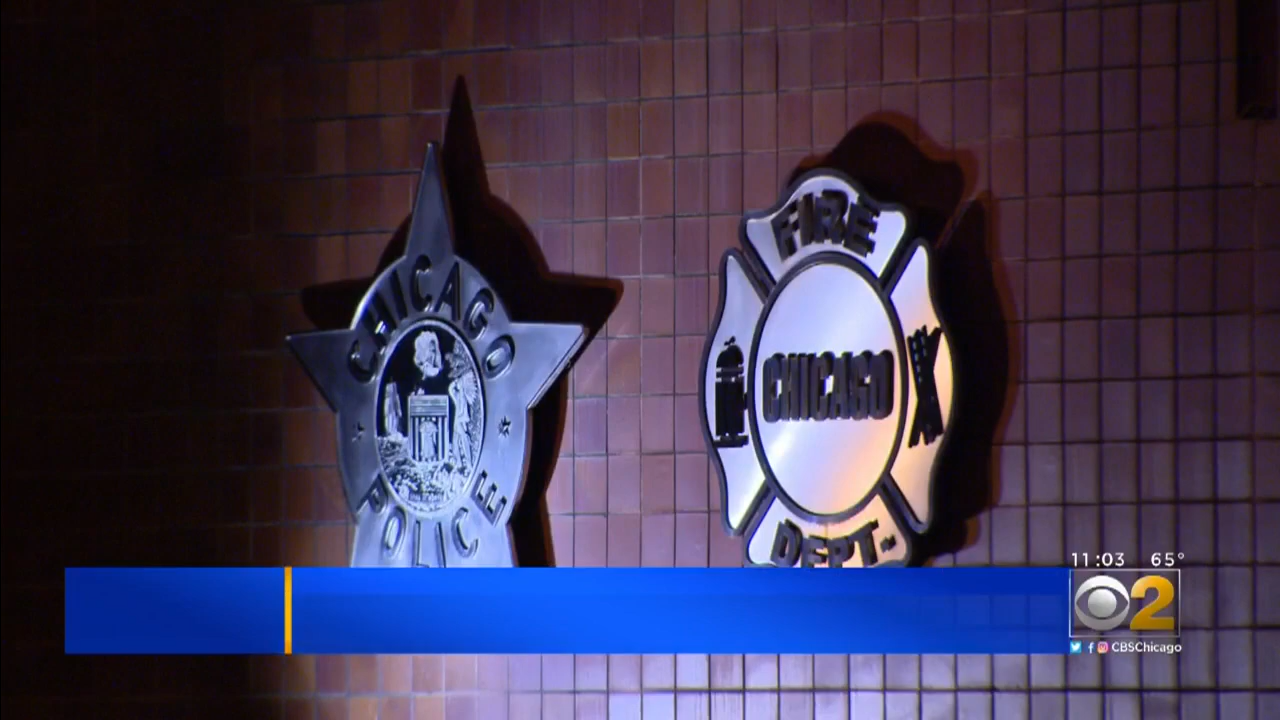 CHICAGO
POLICE
FIRE
CHICAGO
DEPT.
11:03 65°
2
CBSChicago